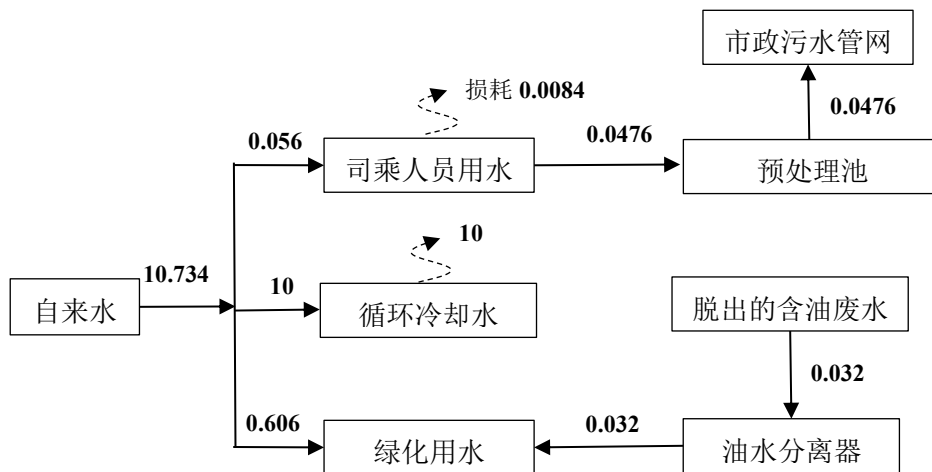 市政污水管网
损耗 0.0084
0.0476
0.056
0.0476
司乘人员用水
预处理池
10
10.734
10
自来水
循环冷却水
脱出的含油废水
0.032
0.606
0.032
绿化用水
油水分离器